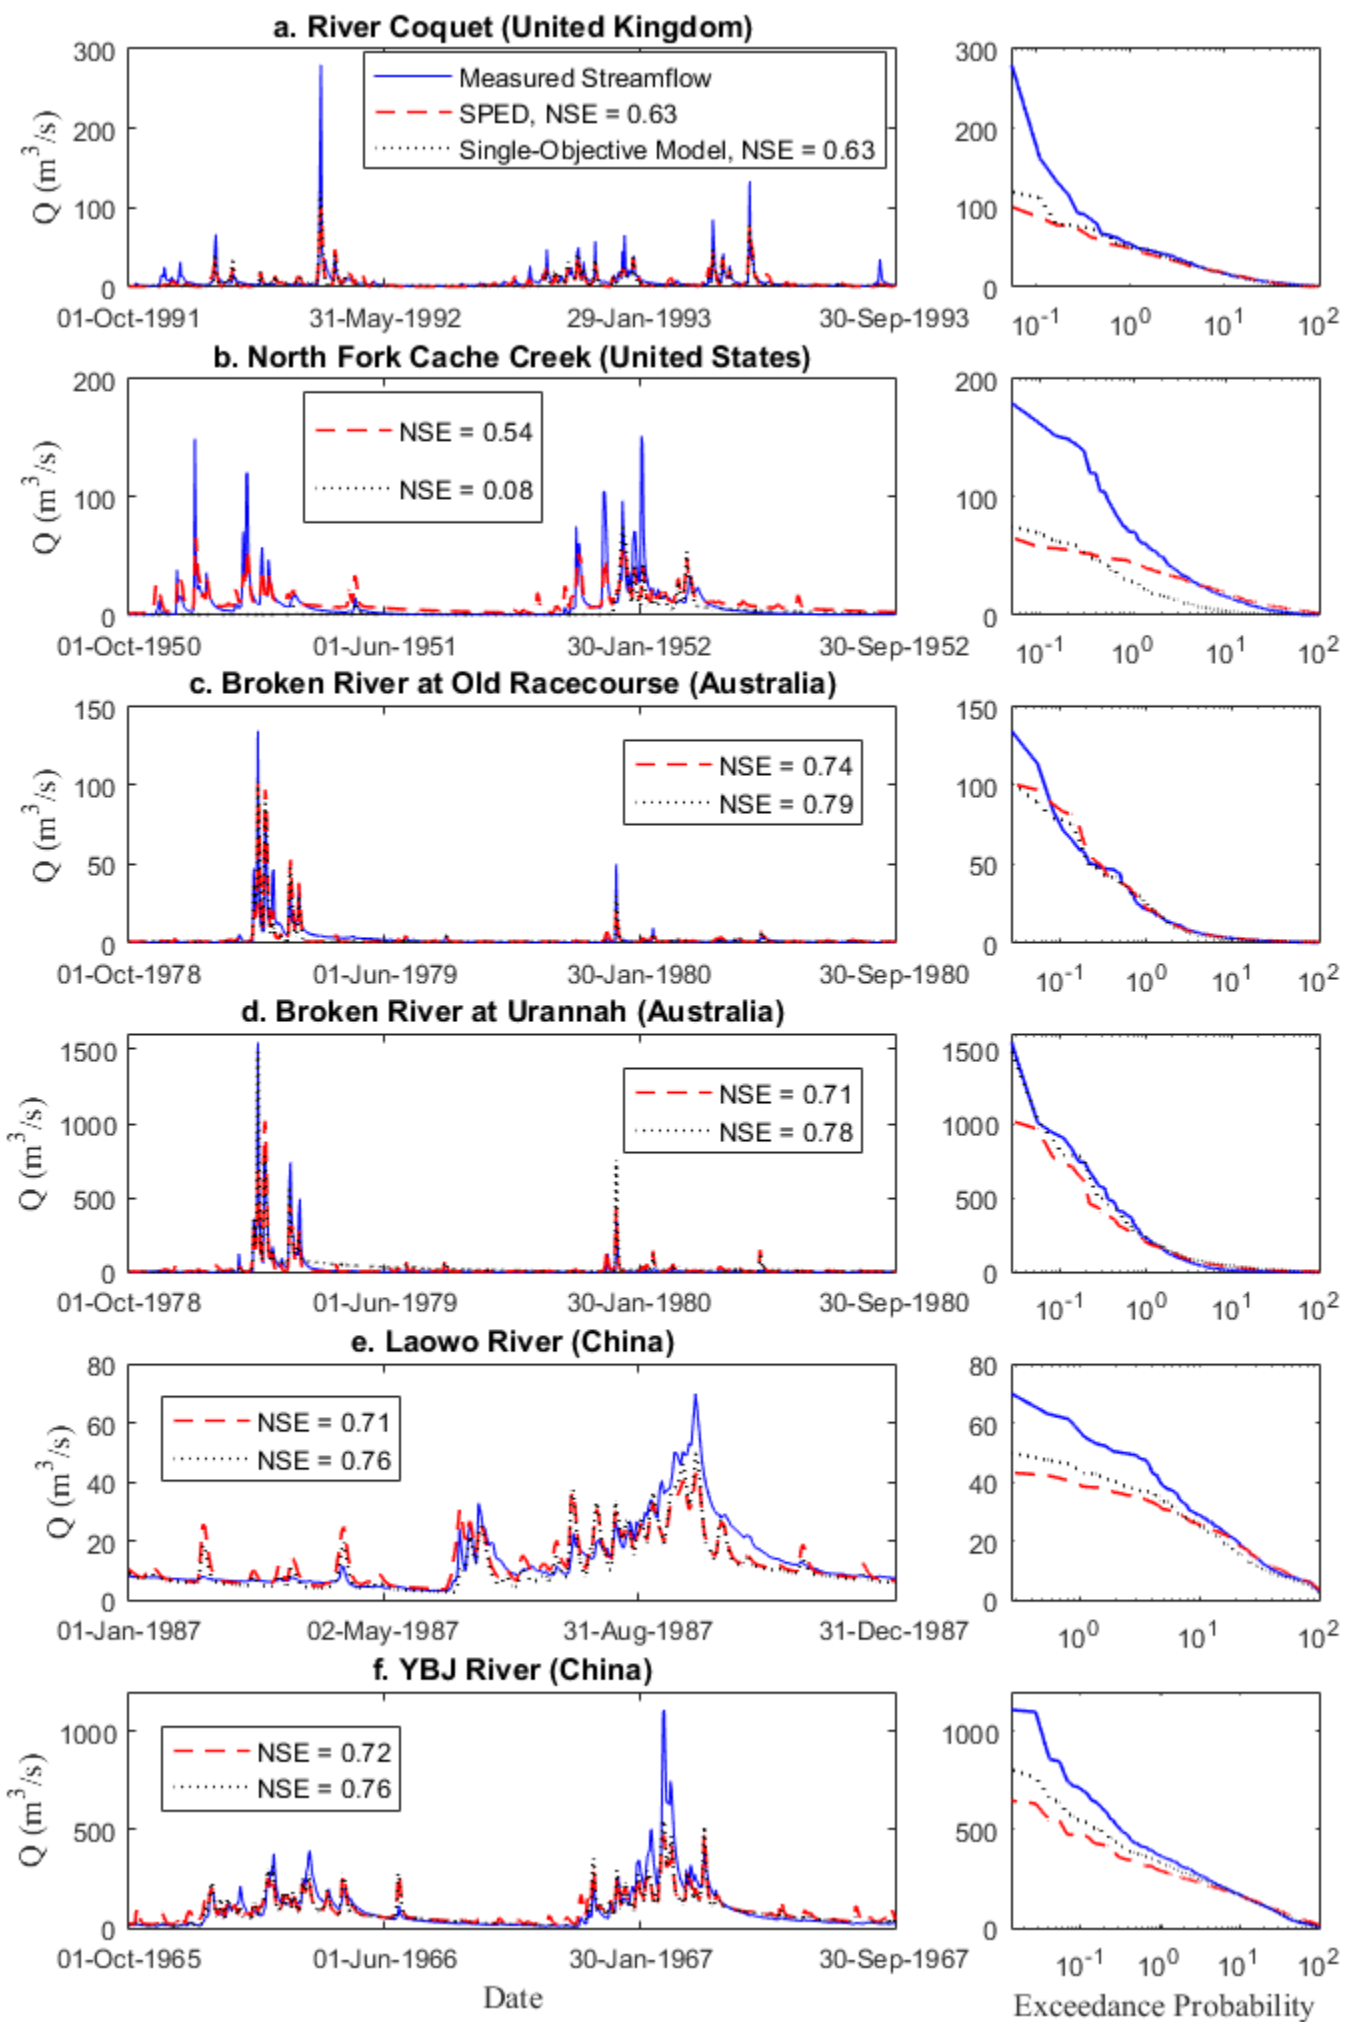 a. River Coquet (United Kingdom)
Q (m³/s)
300
200
100
0
Measured Streamflow
SPED, NSE = 0.63
Single-Objective Model, NSE = 0.63
01-Oct-1991 31-May-1992 29-Jan-1993 30-Sep-1993
300
200
100
0
10⁻¹ 10⁰ 10¹ 10²
b. North Fork Cache Creek (United States)
Q (m³/s)
200
100
0
NSE = 0.54
NSE = 0.08
01-Oct-1950 01-Jun-1951 30-Jan-1952 30-Sep-1952
200
100
0
10⁻¹ 10⁰ 10¹ 10²
c. Broken River at Old Racecourse (Australia)
Q (m³/s)
150
100
50
0
NSE = 0.74
NSE = 0.79
01-Oct-1978 01-Jun-1979 30-Jan-1980 30-Sep-1980
150
100
50
0
10⁻¹ 10⁰ 10¹ 10²
d. Broken River at Urannah (Australia)
Q (m³/s)
1500
1000
500
0
NSE = 0.71
NSE = 0.78
01-Oct-1978 01-Jun-1979 30-Jan-1980 30-Sep-1980
1500
1000
500
0
10⁻¹ 10⁰ 10¹ 10²
e. Laowo River (China)
Q (m³/s)
80
60
40
20
0
NSE = 0.71
NSE = 0.76
01-Jan-1987 02-May-1987 31-Aug-1987 31-Dec-1987
80
60
40
20
0
10⁰ 10¹ 10²
f. YBJ River (China)
Q (m³/s)
1000
500
0
NSE = 0.72
NSE = 0.76
01-Oct-1965 01-Jun-1966 30-Jan-1967 30-Sep-1967
Date
1000
500
0
10⁻¹ 10⁰ 10¹ 10²
Exceedance Probability